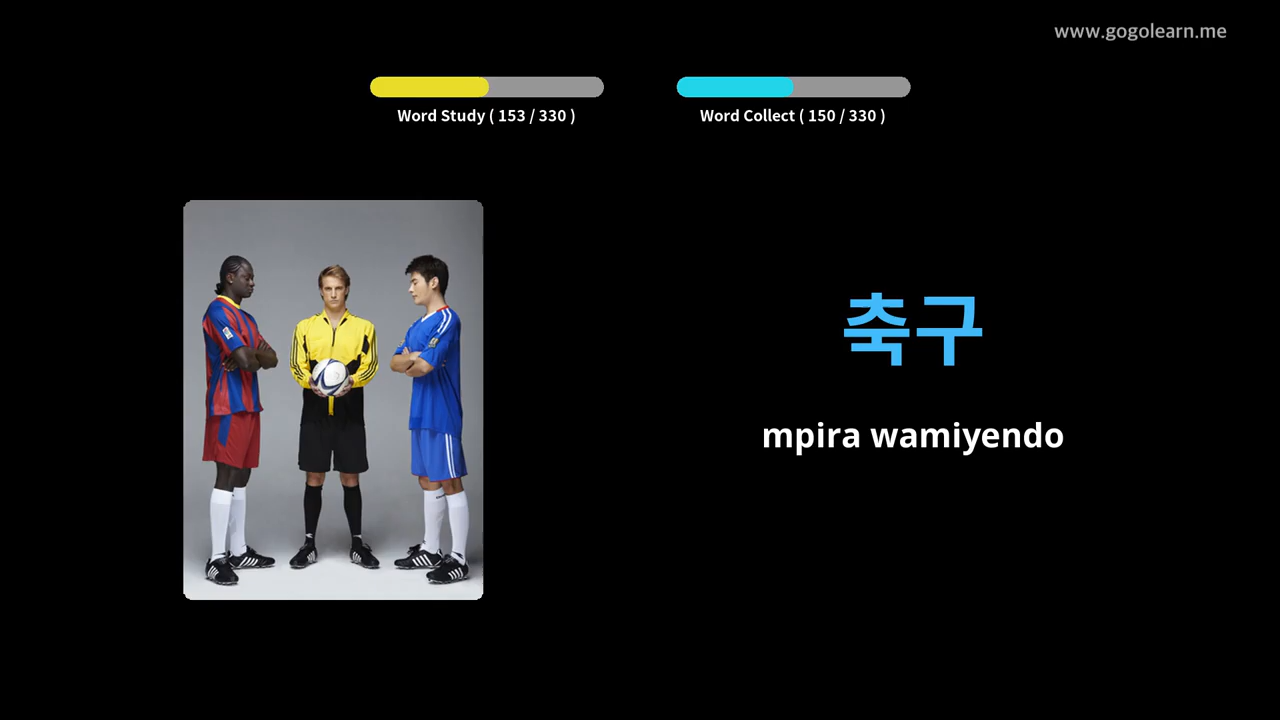 www.gogolearn.me
Word Study ( 153 / 330 )
Word Collect ( 150 / 330 )
축구
mpira wamiyendo